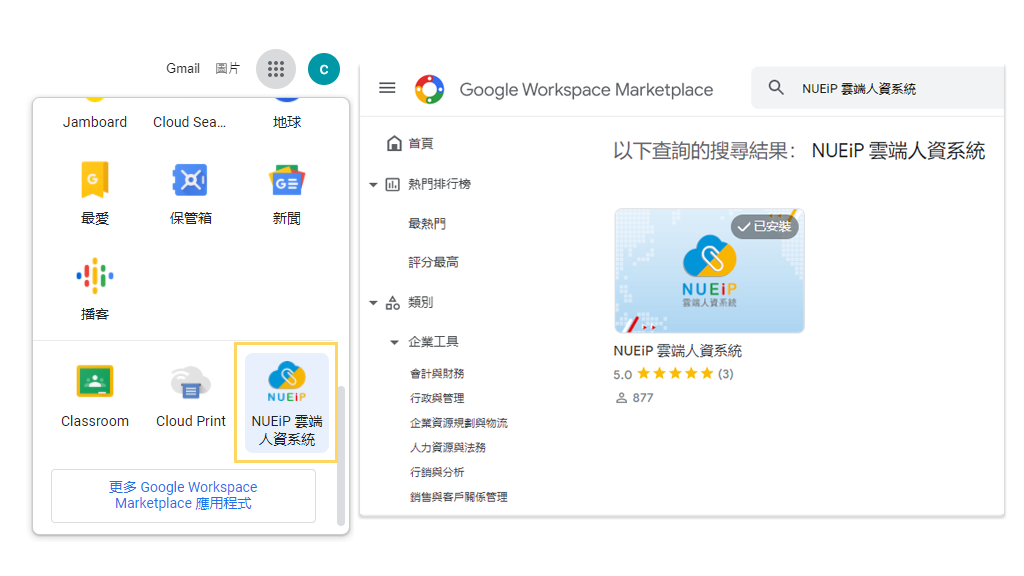 Gmail 圖片
C
Jamboard Cloud Sea... 地球
G GE
最愛 保管箱 新聞
播客
Classroom Cloud Print NUEiP 雲端
人資系統
NUEiP
更多 Google Workspace
Marketplace 應用程式
Google Workspace Marketplace
NUEiP 雲端人資系統
首頁
熱門排行榜
最熱門
評分最高
類別
企業工具
會計與財務
行政與管理
企業資源規劃與物流
人力資源與法務
行銷與分析
銷售與客戶關係管理
以下查詢的搜尋結果： NUEiP 雲端人資系統
已安裝
NUEiP
雲端人資系統
NUEiP 雲端人資系統
5.0 (3)
877